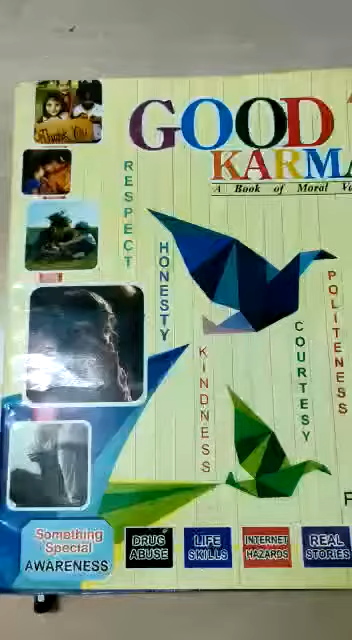 Thank You
GOOD
KARMA
A Book of Moral
RESPECT
HONESTY
KINDNESS
COURTESY
POLITENESS
Something
Special
AWARENESS
DRUG
ABUSE
LIFE
SKILLS
INTERNET
HAZARDS
REAL
STORIES